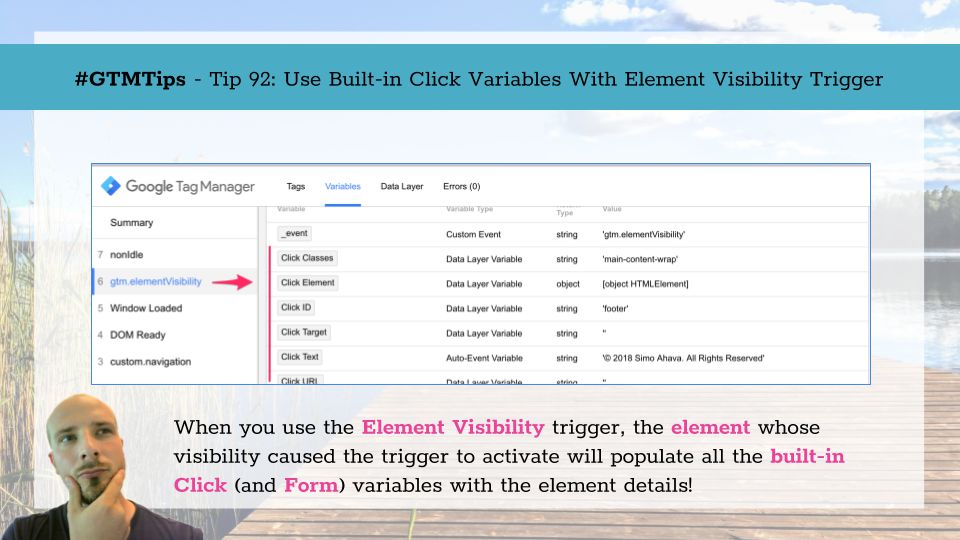 #GTMTips - Tip 92: Use Built-in Click Variables With Element Visibility Trigger
Google Tag Manager
Tags Variables Data Layer Errors (0)
Summary
7 nonIdle
6 gtm.elementVisibility
5 Window Loaded
4 DOM Ready
3 custom.navigation
Variable Variable Type Return Type Value
_event Custom Event string 'gtm.elementVisibility'
Click Classes Data Layer Variable string 'main-content-wrap'
Click Element Data Layer Variable object [object HTMLElement]
Click ID Data Layer Variable string 'footer'
Click Target Data Layer Variable string ''
Click Text Auto-Event Variable string '© 2018 Simo Ahava. All Rights Reserved'
Click URL Data Layer Variable string ''
When you use the Element Visibility trigger, the element whose
visibility caused the trigger to activate will populate all the built-in
Click (and Form) variables with the element details!